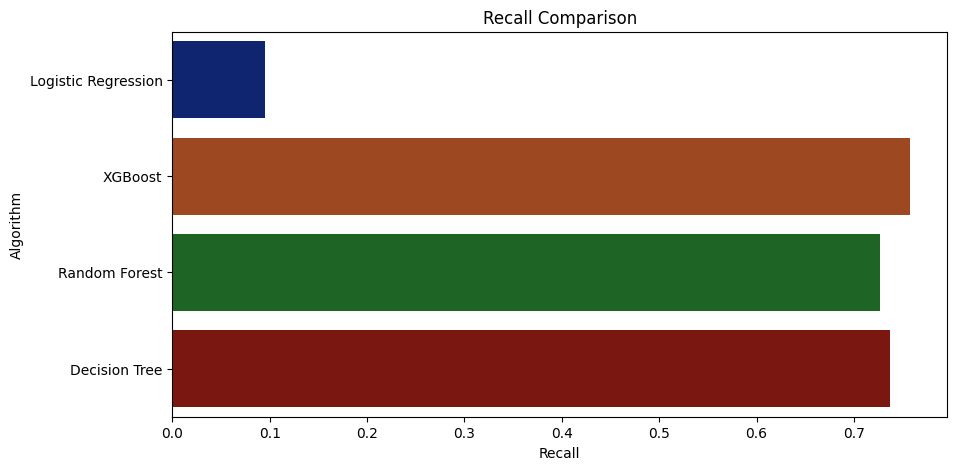 Recall Comparison
Logistic Regression
XGBoost
Random Forest
Decision Tree
Algorithm
0.0 0.1 0.2 0.3 0.4 0.5 0.6 0.7
Recall